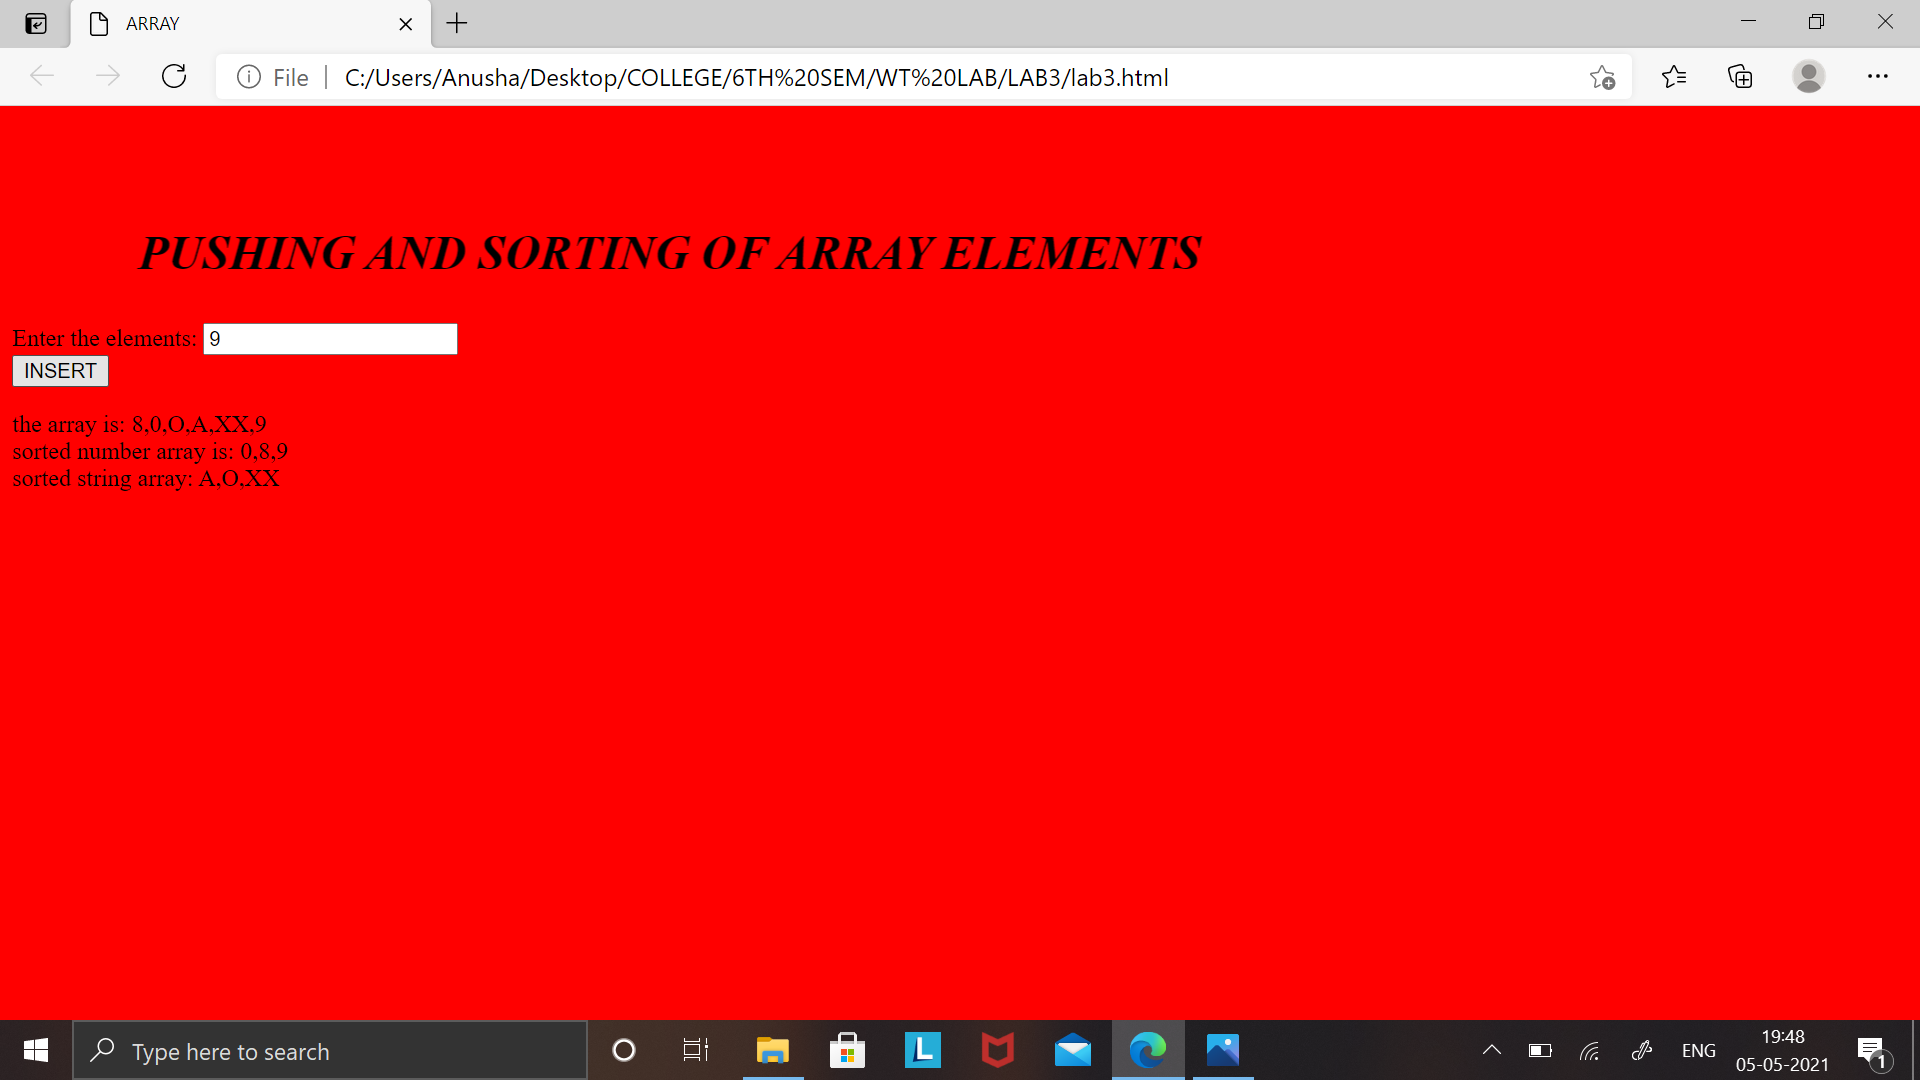 ARRAY
File
C:/Users/Anusha/Desktop/COLLEGE/6TH%20SEM/WT%20LAB/LAB3/lab3.html
PUSHING AND SORTING OF ARRAY ELEMENTS
Enter the elements: 9
INSERT
the array is: 8,0,O,A,XX,9
sorted number array is: 0,8,9
sorted string array: A,O,XX
Type here to search
L
ENG
19:48
05-05-2021
1